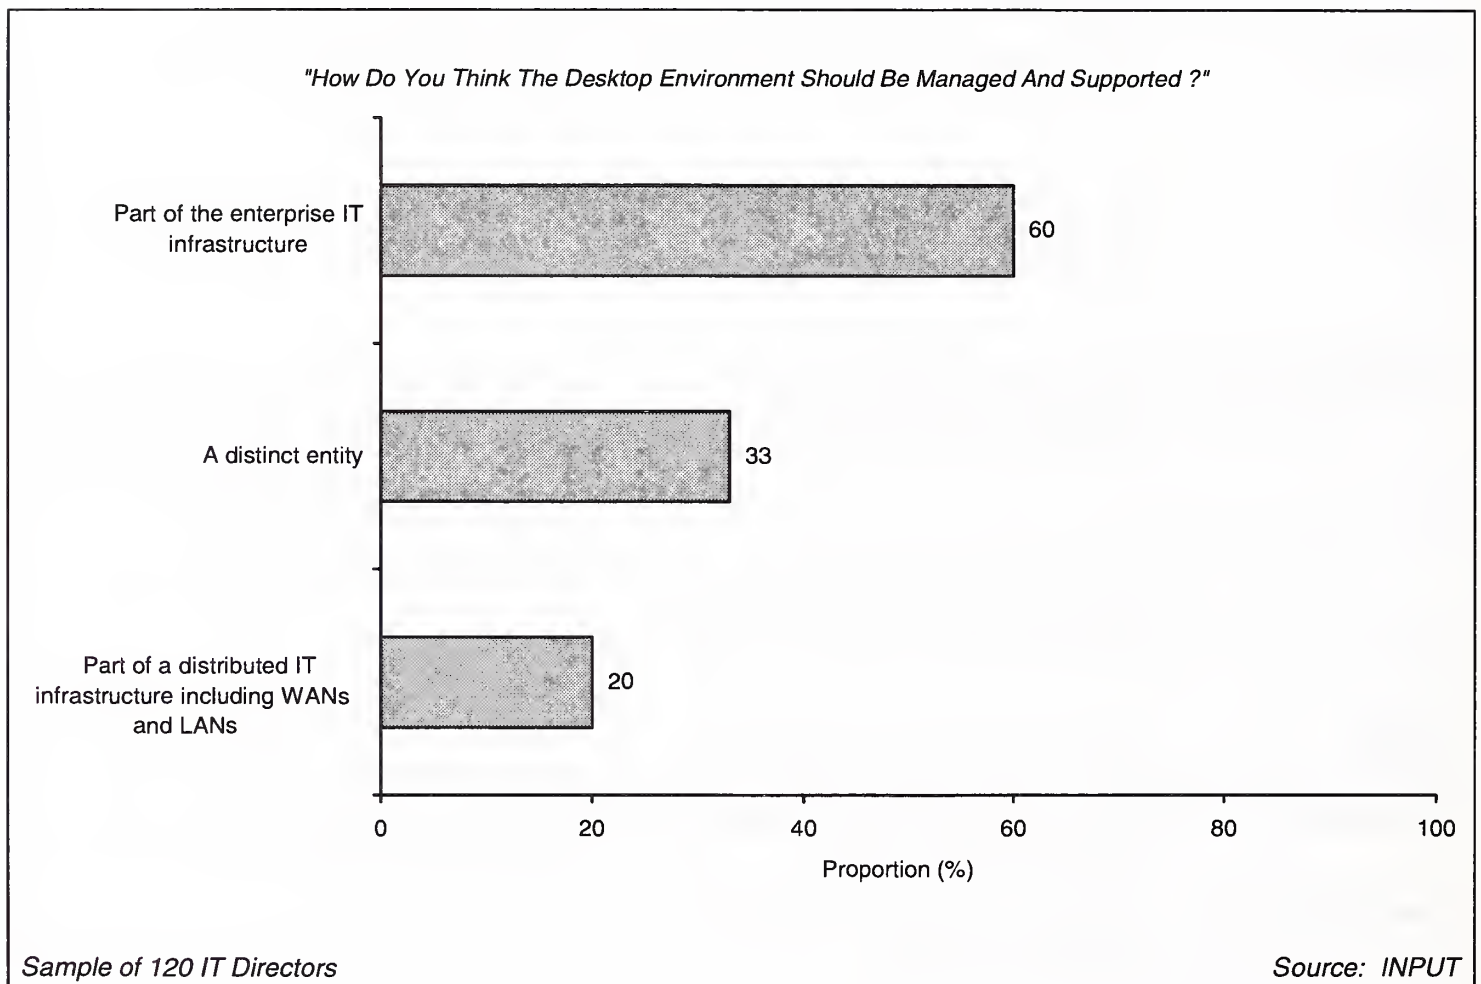 "How Do You Think The Desktop Environment Should Be Managed And Supported ?"
Part of the enterprise IT
infrastructure
60
A distinct entity
33
Part of a distributed IT
infrastructure including WANs
and LANs
20
0 20 40 60 80 100
Proportion (%)
Sample of 120 IT Directors
Source: INPUT